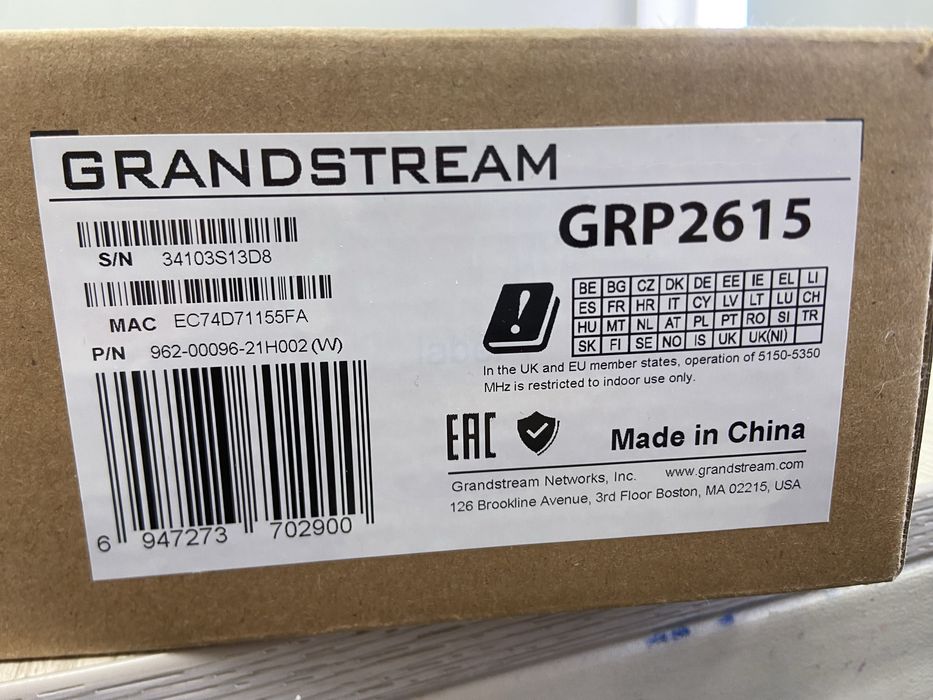 GRANDSTREAM
GRP2615
S/N 34103S13D8
MAC EC74D71155FA
P/N 962-00096-21H002 (W)
6 947273 702900
!
BE BG CZ DK DE EE IE EL LI
ES FR HR IT CY LV LT LU CH
HU MT NL AT PL PT RO SI TR
SK FI SE NO IS UK UK(NI)
In the UK and EU member states, operation of 5150-5350
MHz is restricted to indoor use only.
EAC
Made in China
Grandstream Networks, Inc. www.grandstream.com
126 Brookline Avenue, 3rd Floor Boston, MA 02215, USA